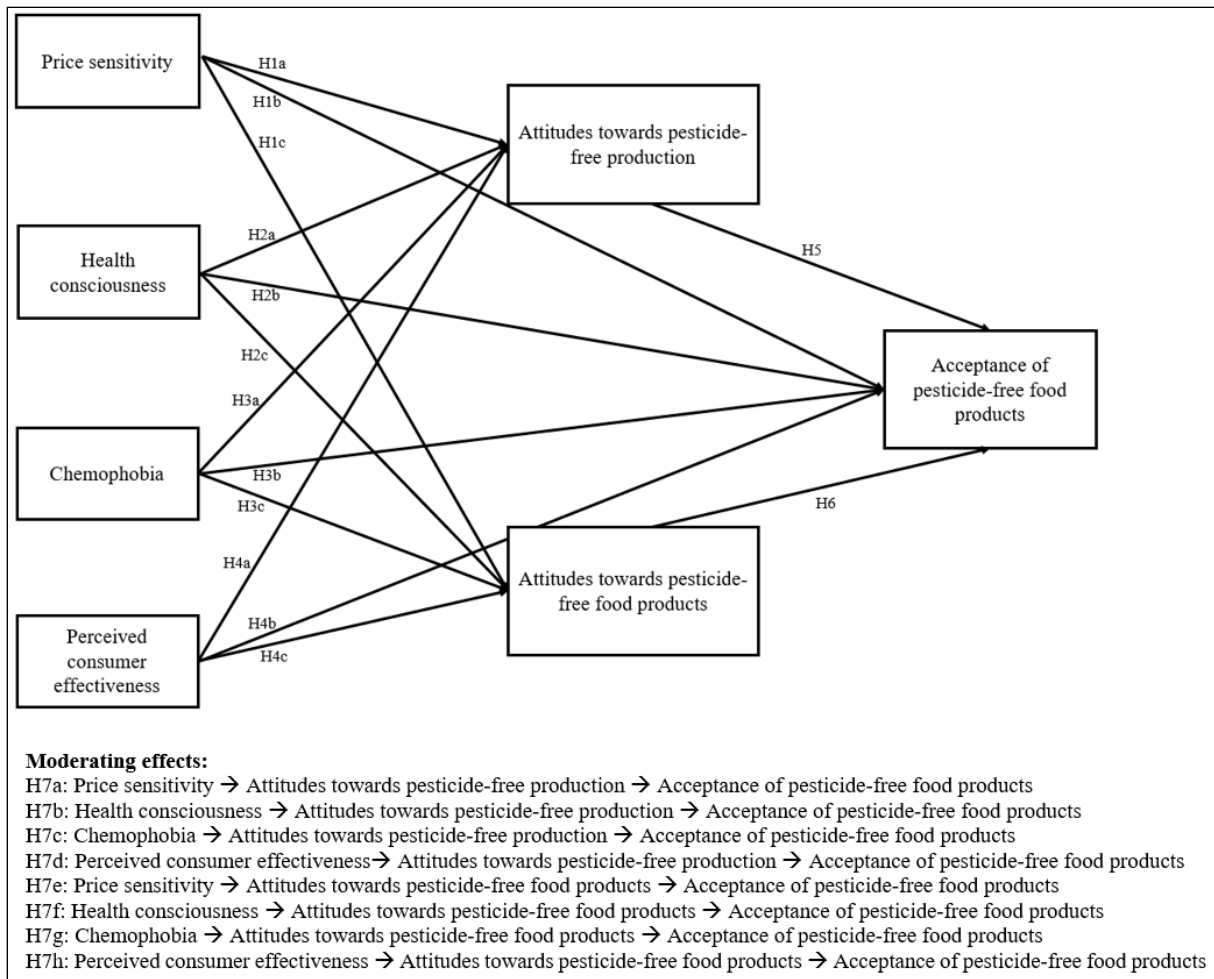 Price sensitivity
H1a
H1b
H1c
Attitudes towards pesticide-
free production
Health
consciousness
H2a
H2b
H2c
H5
Acceptance of
pesticide-free food
products
Chemophobia
H3a
H3b
H3c
H6
Attitudes towards pesticide-
free food products
Perceived
consumer
effectiveness
H4a
H4b
H4c
Moderating effects:
H7a: Price sensitivity → Attitudes towards pesticide-free production → Acceptance of pesticide-free food products
H7b: Health consciousness → Attitudes towards pesticide-free production → Acceptance of pesticide-free food products
H7c: Chemophobia → Attitudes towards pesticide-free production → Acceptance of pesticide-free food products
H7d: Perceived consumer effectiveness→ Attitudes towards pesticide-free production → Acceptance of pesticide-free food products
H7e: Price sensitivity → Attitudes towards pesticide-free food products → Acceptance of pesticide-free food products
H7f: Health consciousness → Attitudes towards pesticide-free food products → Acceptance of pesticide-free food products
H7g: Chemophobia → Attitudes towards pesticide-free food products → Acceptance of pesticide-free food products
H7h: Perceived consumer effectiveness → Attitudes towards pesticide-free food products → Acceptance of pesticide-free food products